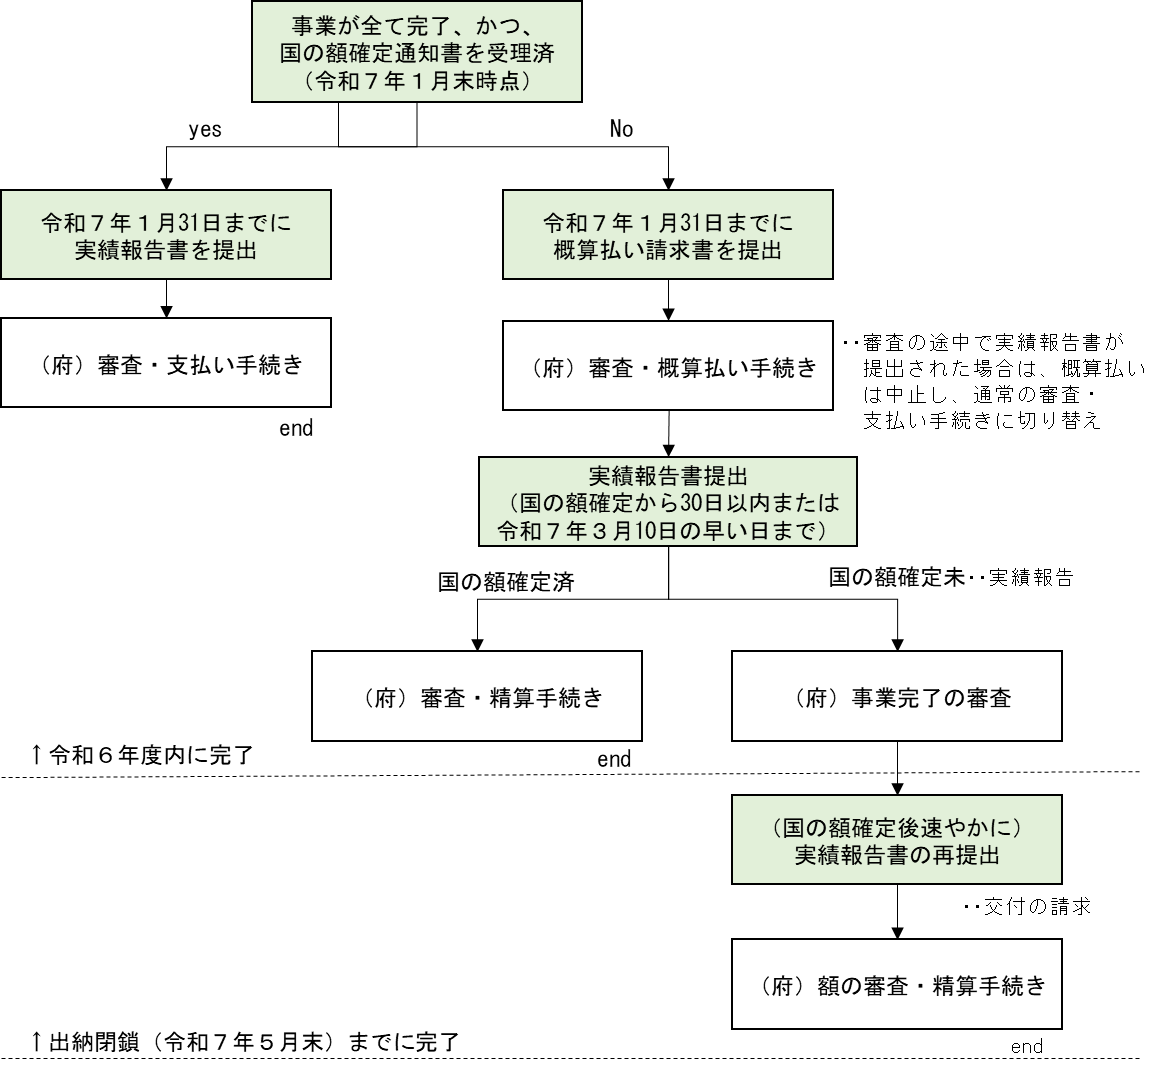 事業が全て完了、かつ、
国の額確定通知書を受理済
（令和７年１月末時点）
yes
No
令和７年１月31日までに
実績報告書を提出
令和７年１月31日までに
概算払い請求書を提出
（府）審査・支払い手続き
end
（府）審査・概算払い手続き
‥審査の途中で実績報告書が
提出された場合は、概算払い
は中止し、通常の審査・
支払い手続きに切り替え
実績報告書提出
（国の額確定から30日以内または
令和７年３月10日の早い日まで）
国の額確定済
国の額確定未‥実績報告
（府）審査・精算手続き
end
（府）事業完了の審査
↑令和６年度内に完了
（国の額確定後速やかに）
実績報告書の再提出
‥交付の請求
（府）額の審査・精算手続き
end
↑出納閉鎖（令和７年５月末）までに完了